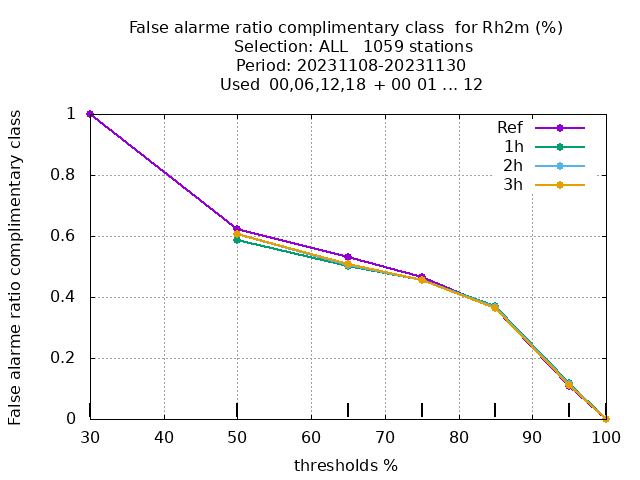 False alarme ratio complimentary class  for Rh2m (%)
Selection: ALL   1059 stations
Period: 20231108-20231130
Used  00,06,12,18  + 00 01 ... 12
False alarme ratio complimentary class
1
0.8
0.6
0.4
0.2
0
Ref
1h
2h
3h
30 40 50 60 70 80 90 100
thresholds %